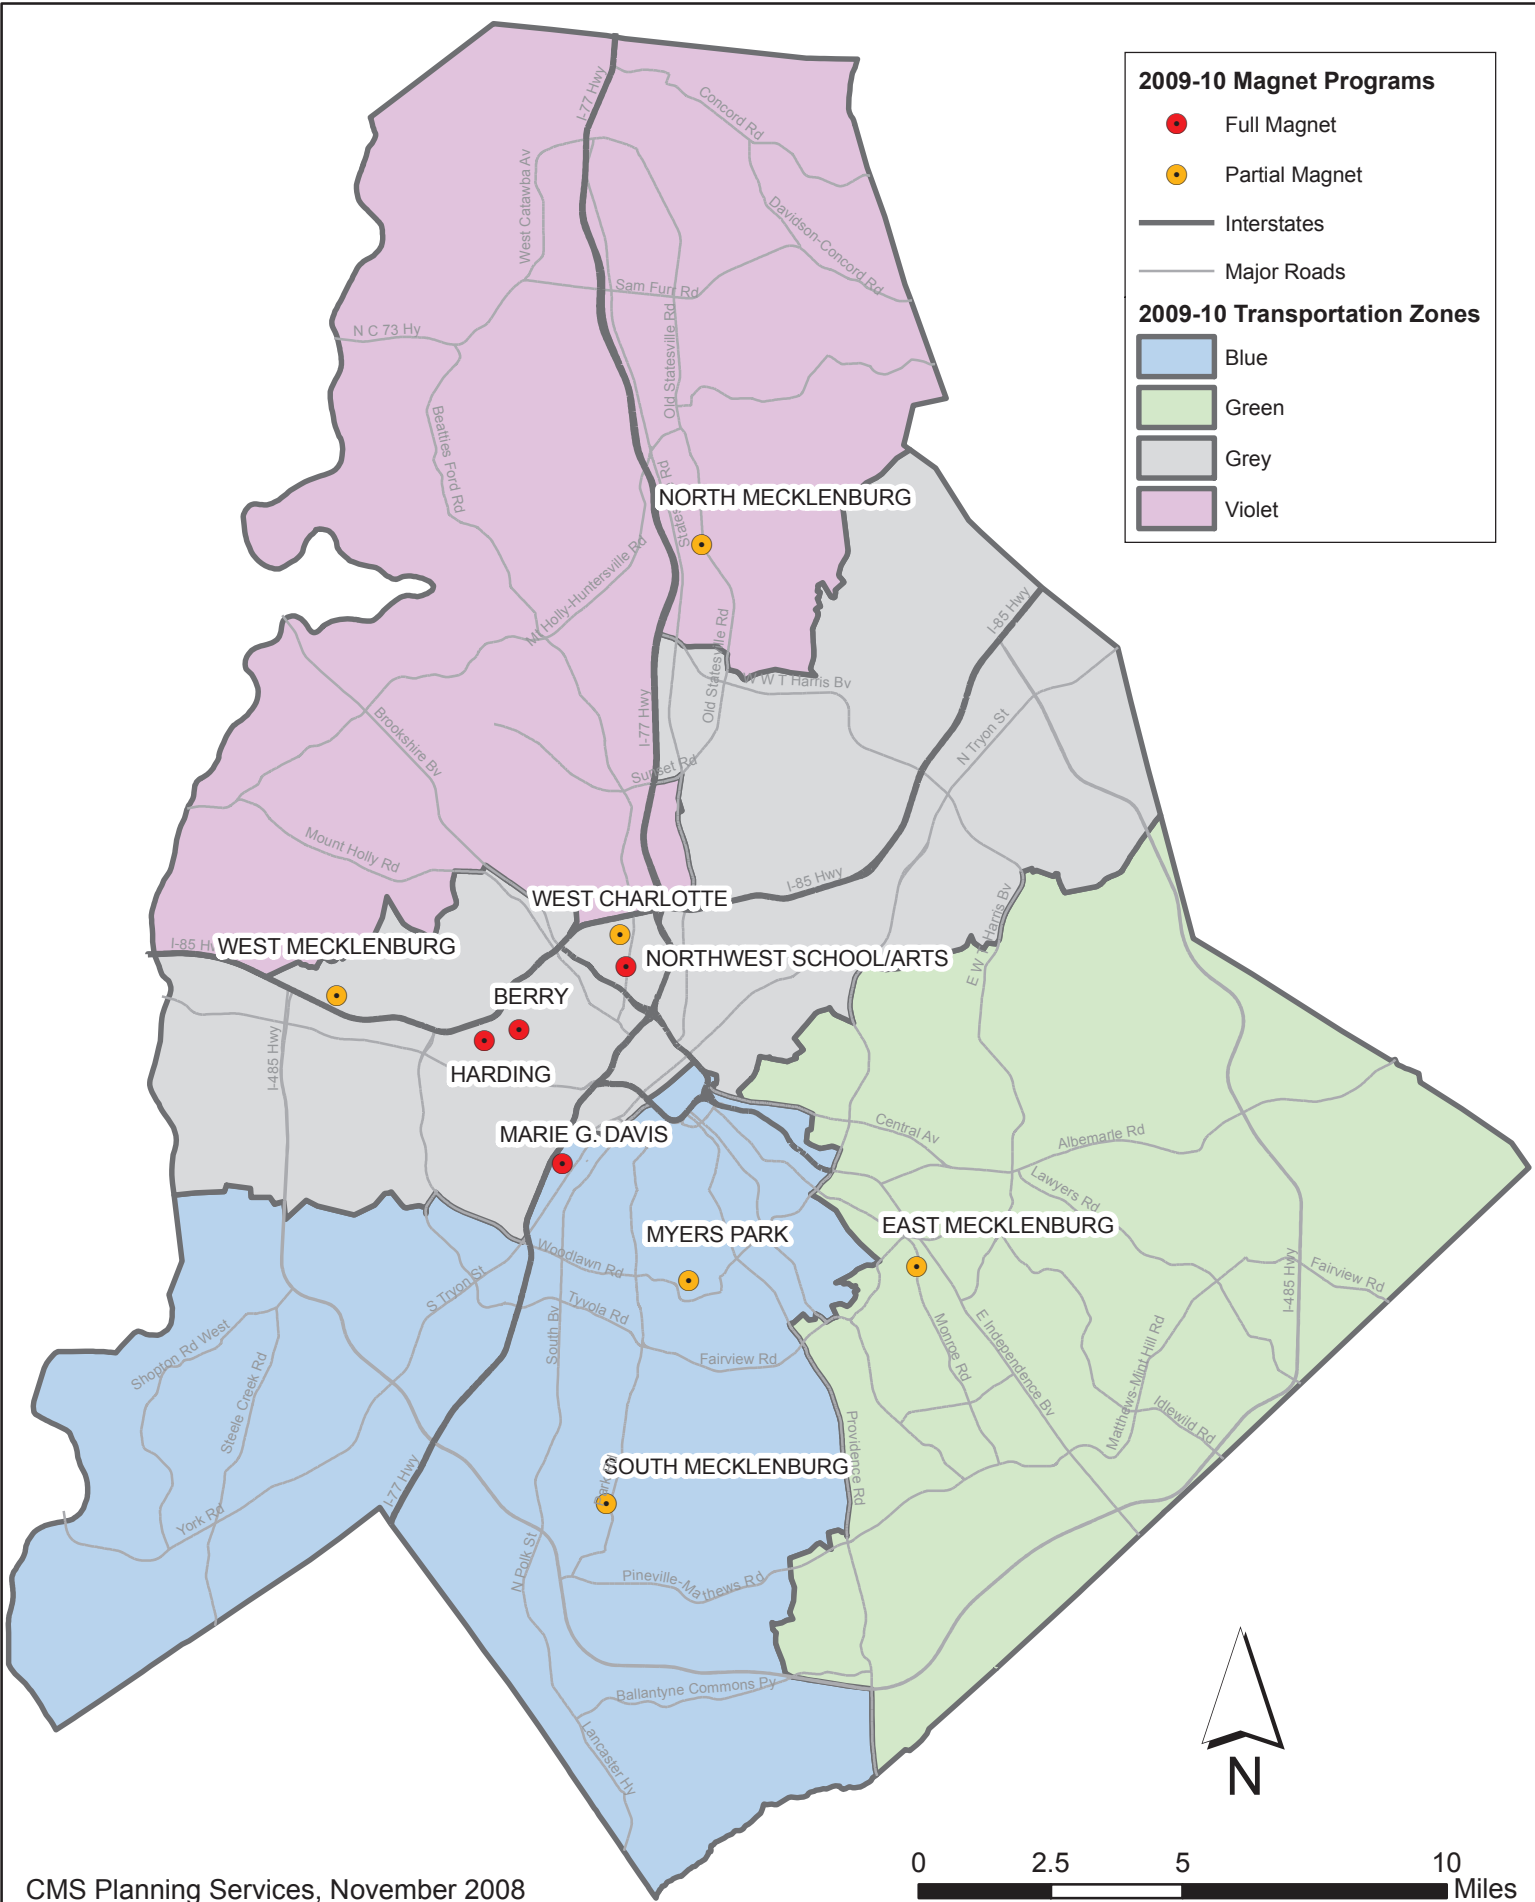 2009-10 Magnet Programs
Full Magnet
Partial Magnet
Interstates
Major Roads
2009-10 Transportation Zones
Blue
Green
Grey
Violet
I-77 Hwy
Concord Rd
West Catawba Av
Davidson-Concord Rd
Sam Furr Rd
N C 73 Hy
Old Statesville Rd
Beatties Ford Rd
Rd
NORTH MECKLENBURG
States
Mt Holly-Huntersville Rd
I-85 Hwy
Old Statesville Rd
W W T Harris Bv
I-77 Hwy
N Tryon St
Brookshire Bv
Sunset Rd
Mount Holly Rd
I-85 Hwy
WEST CHARLOTTE
E W T Harris Bv
I-85 Hw
WEST MECKLENBURG
NORTHWEST SCHOOL/ARTS
BERRY
I-485 Hwy
HARDING
MARIE G. DAVIS
Central Av
Albemarle Rd
Lawyers Rd
MYERS PARK
EAST MECKLENBURG
Woodlawn Rd
S Tryon St
Tyvola Rd
I-485 Hwy
Fairview Rd
Shopton Rd West
South Bv
Fairview Rd
Monroe Rd
E Independence Bv
Matthews-Mint Hill Rd
Steele Creek Rd
Idlewild Rd
Providence Rd
SOUTH MECKLENBURG
Park Rd
I-77 Hwy
York Rd
N Polk St
Pineville-Mathews Rd
Ballantyne Commons Py
Lancaster Hy
N
0 2.5 5 10
Miles
CMS Planning Services, November 2008